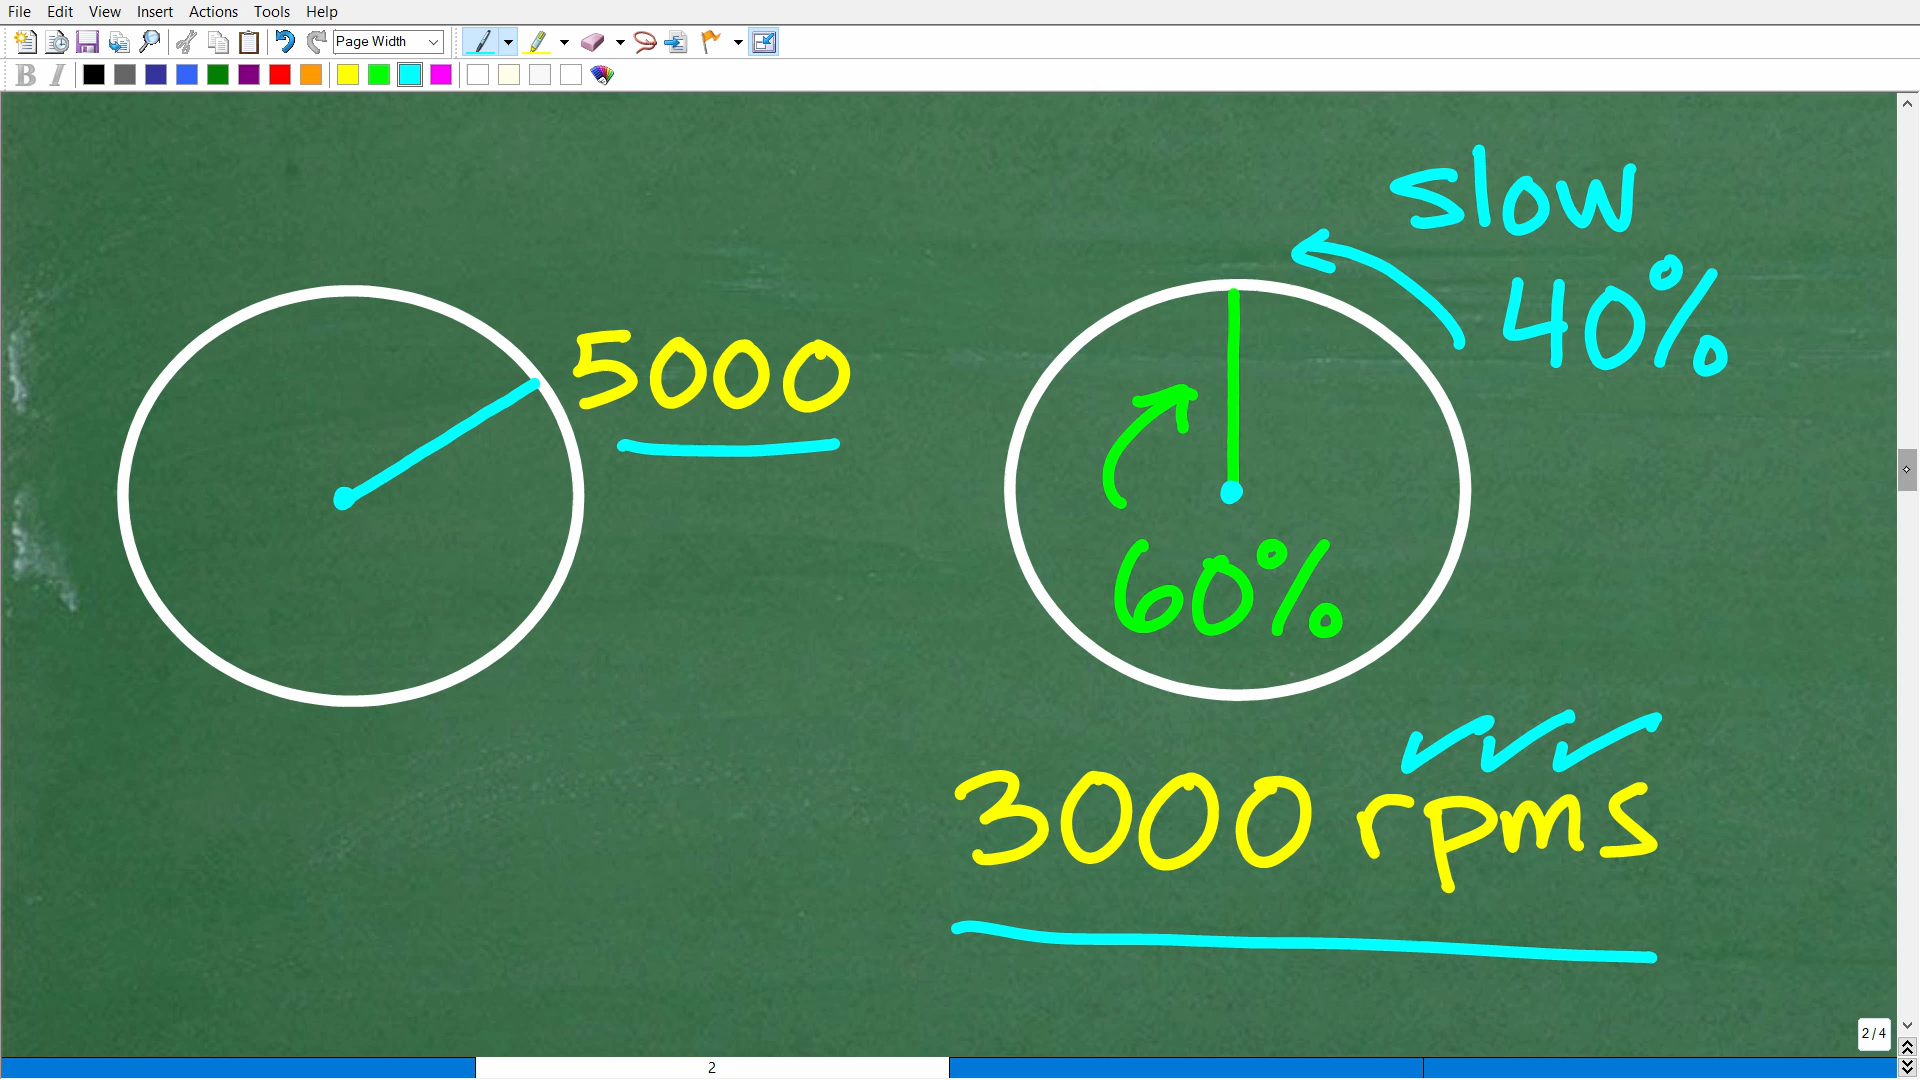 File Edit View Insert Actions Tools Help
Page Width
B I
slow
40%
5000
60%
3000 rpms
2 / 4
2